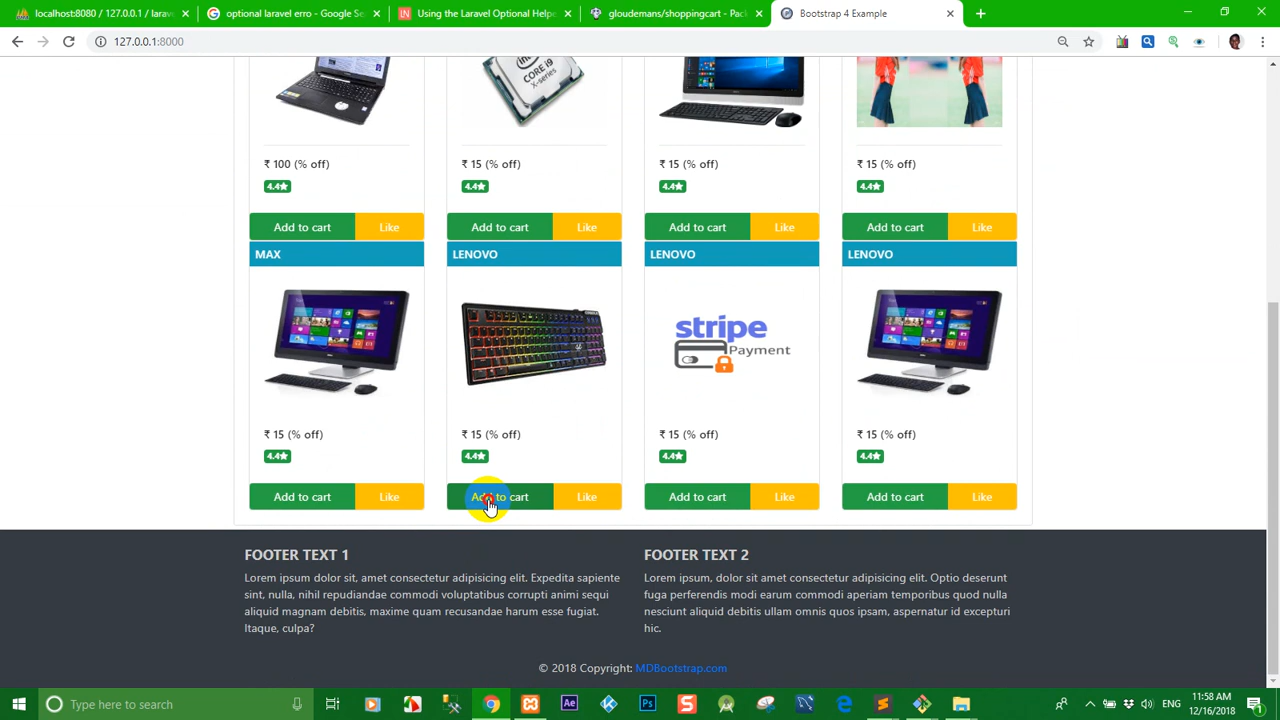 localhost:8080 / 127.0.0.1 / larav
optional laravel erro - Google Se
Using the Laravel Optional Helpe
gloudemans/shoppingcart - Pack
Bootstrap 4 Example
127.0.0.1:8000
intel
CORE i9
X-series
₹ 100 (% off)
₹ 15 (% off)
₹ 15 (% off)
₹ 15 (% off)
4.4★
4.4★
4.4★
4.4★
Add to cart
Like
Add to cart
Like
Add to cart
Like
Add to cart
Like
MAX
LENOVO
LENOVO
LENOVO
stripe
Payment
₹ 15 (% off)
₹ 15 (% off)
₹ 15 (% off)
₹ 15 (% off)
4.4★
4.4★
4.4★
4.4★
Add to cart
Like
Add to cart
Like
Add to cart
Like
Add to cart
Like
FOOTER TEXT 1
Lorem ipsum dolor sit, amet consectetur adipisicing elit. Expedita sapiente
sint, nulla, nihil repudiandae commodi voluptatibus corrupti animi sequi
aliquid magnam debitis, maxime quam recusandae harum esse fugiat.
Itaque, culpa?
FOOTER TEXT 2
Lorem ipsum, dolor sit amet consectetur adipisicing elit. Optio deserunt
fuga perferendis modi earum commodi aperiam temporibus quod nulla
nesciunt aliquid debitis ullam omnis quos ipsam, aspernatur id excepturi
hic.
© 2018 Copyright: MDBootstrap.com
Type here to search
ENG
11:58 AM
12/16/2018